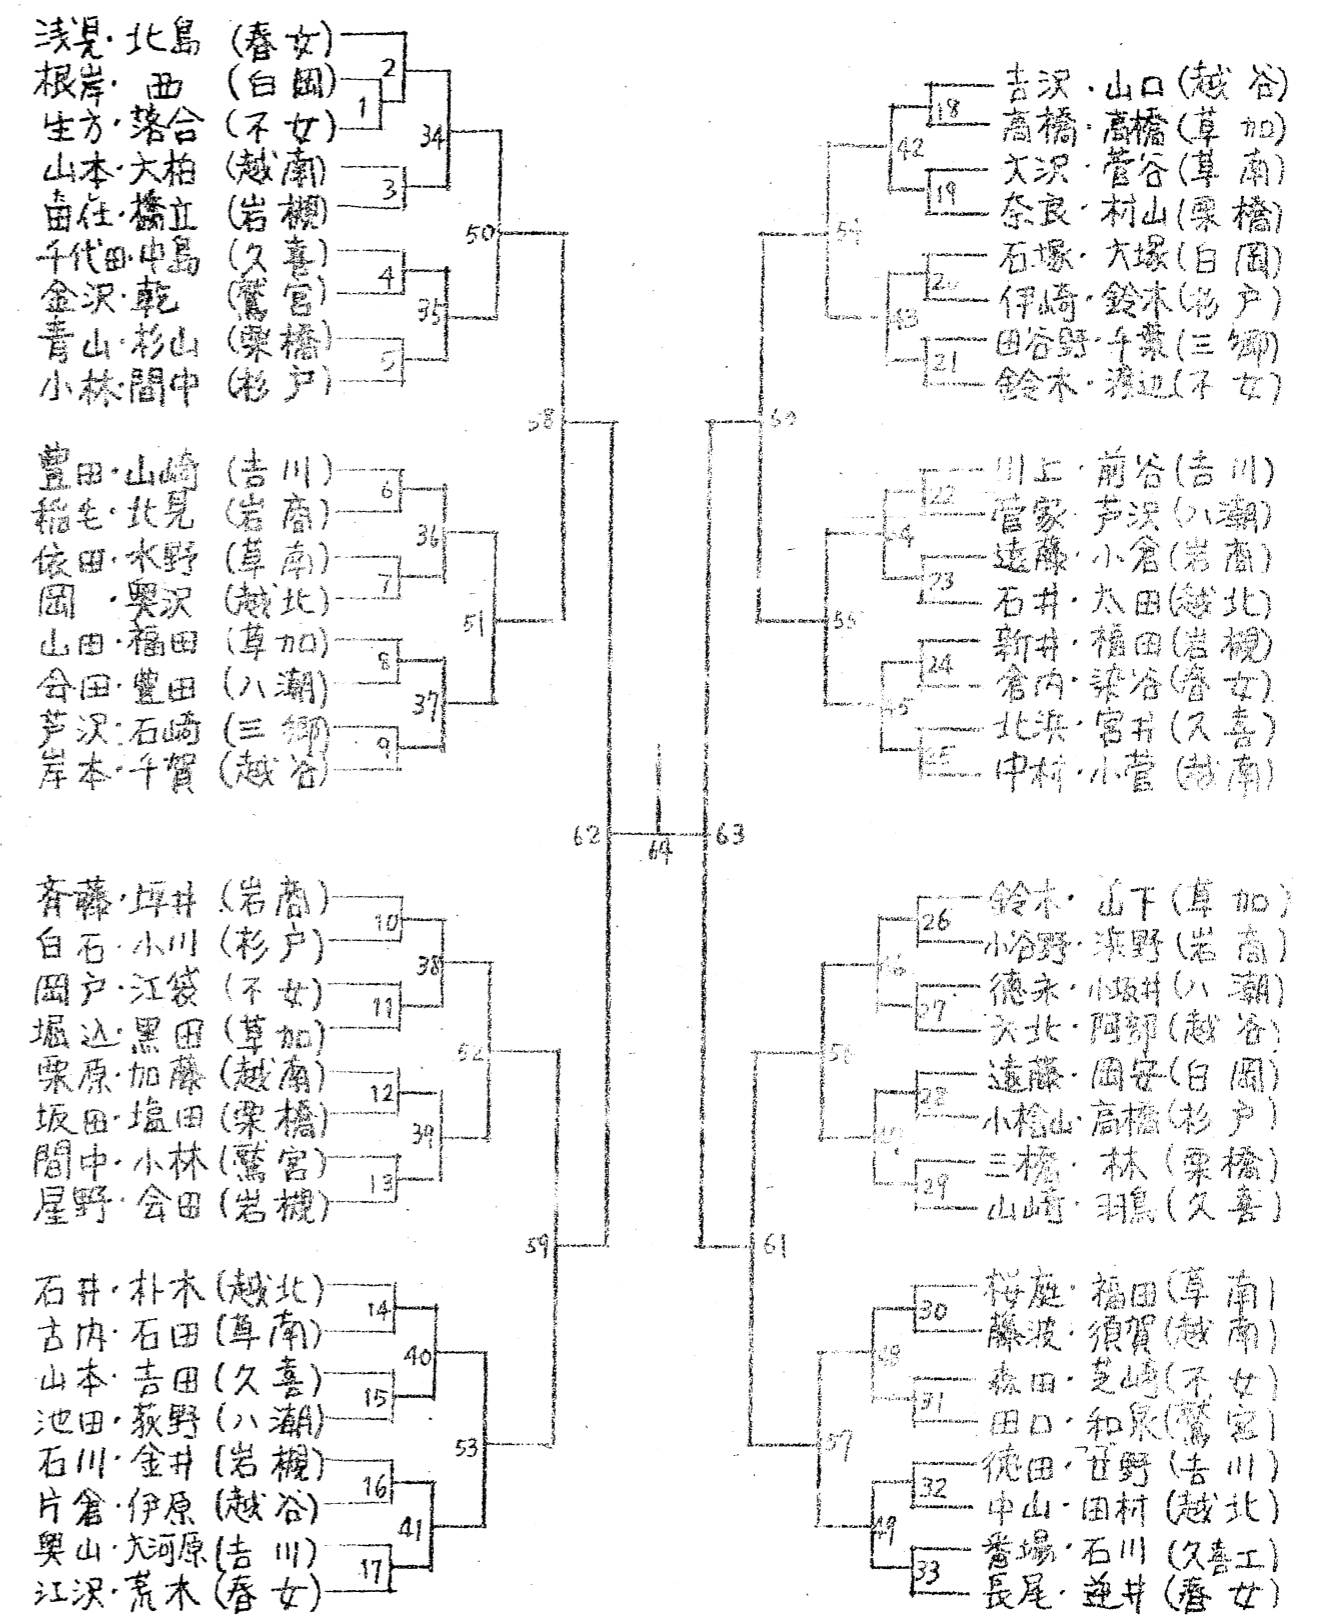 浅見・北島 (春女)
根岸・西 (白岡)
生方・落合 (不女)
山本・大柏 (越南)
苗任・橋立 (岩槻)
千代田・中島 (久喜)
金沢・乾 (鷲宮)
青山・杉山 (栗橋)
小林・間中 (杉戸)
豊田・山崎 (吉川)
稲毛・北見 (岩商)
依田・水野 (草南)
岡・奥沢 (越北)
山田・福田 (草加)
会田・豊田 (八潮)
芦沢・石崎 (三郷)
岸本・千賀 (越谷)
斉藤・坪井 (岩商)
白石・小川 (杉戸)
岡戸・江袋 (不女)
堀込・黒田 (草加)
栗原・加藤 (越南)
坂田・塩田 (栗橋)
間中・小林 (鷲宮)
屋野・会田 (岩槻)
石井・朴木 (越北)
古内・石田 (草南)
山本・吉田 (久喜)
池田・荻野 (八潮)
石川・金井 (岩槻)
片倉・伊原 (越谷)
奥山・大河原 (吉川)
江沢・荒木 (春女)
1
2
3
4
5
6
7
8
9
10
11
12
13
14
15
16
17
34
35
36
37
38
39
40
41
50
51
52
53
58
59
62
64
63
60
61
54
55
56
57
42
43
44
45
46
47
48
49
18
19
20
21
22
23
24
25
26
27
28
29
30
31
32
33
吉沢・山口 (越谷)
高橋・高橋 (草加)
大沢・菅谷 (草南)
奈良・村山 (栗橋)
石塚・大塚 (白岡)
伊崎・鈴木 (杉戸)
田谷野・千葉 (三郷)
鈴木・渡辺 (不女)
川上・前谷 (吉川)
菅家・芦沢 (八潮)
遠藤・小倉 (岩商)
石井・太田 (越北)
新井・福田 (岩槻)
倉内・染谷 (春女)
北浜・宮井 (久喜)
中村・小菅 (越南)
鈴木・山下 (草加)
小谷野・浜野 (岩商)
徳永・小坂井 (八潮)
大北・阿部 (越谷)
遠藤・岡安 (白岡)
小桧山・高橋 (杉戸)
三橋・林 (栗橋)
山崎・羽鳥 (久喜)
桜庭・福田 (草南)
藤波・須賀 (越南)
森田・芝崎 (不女)
田口・和泉 (鷲宮)
徳田・笹野 (吉川)
中山・田村 (越北)
番場・石川 (久喜工)
長尾・逆井 (春女)